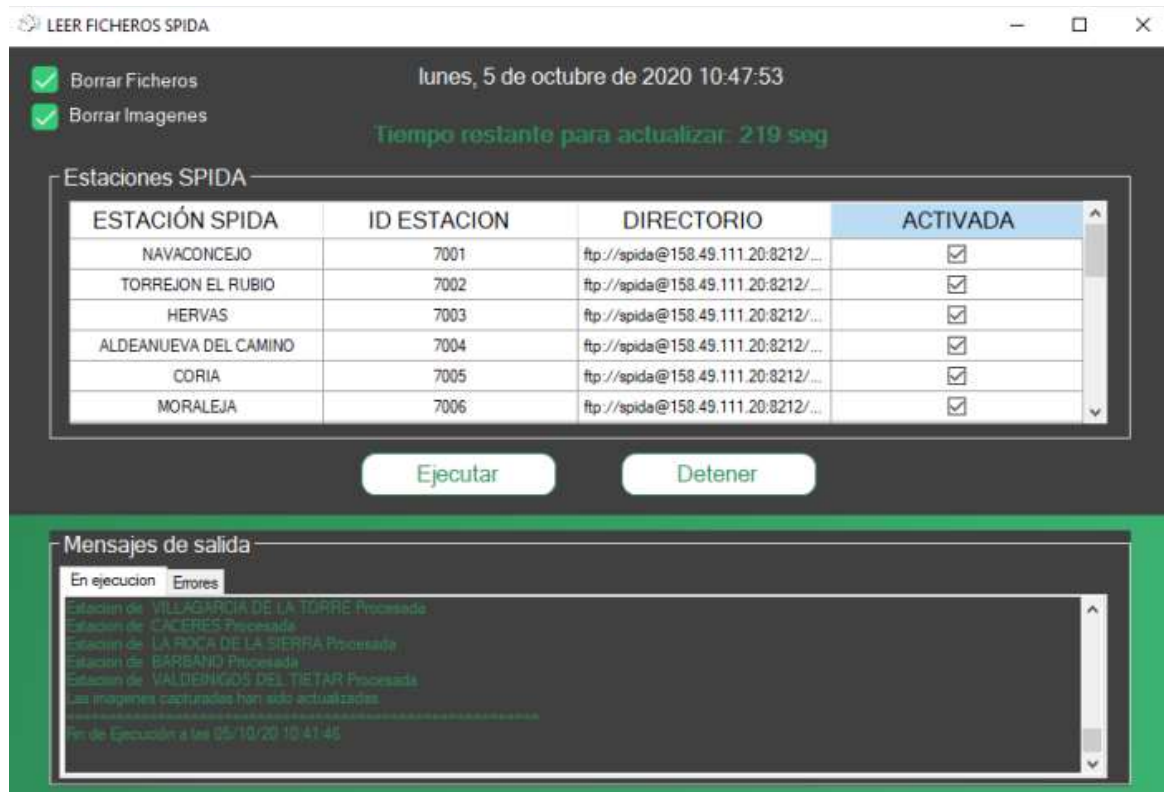 LEER FICHEROS SPIDA
Borrar Ficheros
lunes, 5 de octubre de 2020 10:47:53
Borrar Imagenes
Tiempo restante para actualizar: 219 seg
Estaciones SPIDA
ESTACIÓN SPIDA ID ESTACION DIRECTORIO ACTIVADA
NAVACONCEJO 7001 ftp://spida@158.49.111.20:8212/...
TORREJON EL RUBIO 7002 ftp://spida@158.49.111.20:8212/...
HERVAS 7003 ftp://spida@158.49.111.20:8212/...
ALDEANUEVA DEL CAMINO 7004 ftp://spida@158.49.111.20:8212/...
CORIA 7005 ftp://spida@158.49.111.20:8212/...
MORALEJA 7006 ftp://spida@158.49.111.20:8212/...
Ejecutar Detener
Mensajes de salida
En ejecucion Errores
Estacion de VILLAGARCIA DE LA TORRE Procesada
Estacion de CACERES Procesada
Estacion de LA ROCA DE LA SIERRA Procesada
Estacion de BARBANO Procesada
Estacion de VALDEINIGOS DEL TIETAR Procesada
Las imagenes capturadas han sido actualizadas
Fin de Ejecución a las 05/10/20 10:41:46